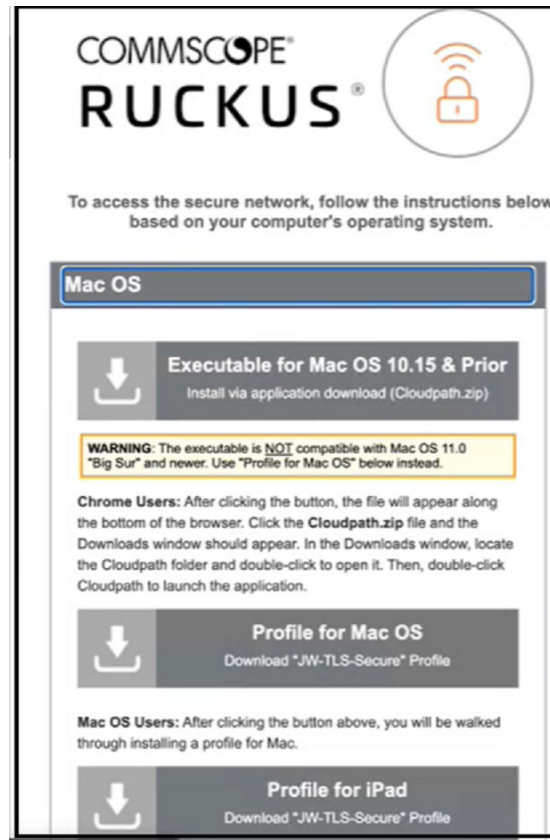 COMMSCOPE®
RUCKUS®
To access the secure network, follow the instructions below
based on your computer's operating system.
Mac OS
Executable for Mac OS 10.15 & Prior
Install via application download (Cloudpath.zip)
WARNING: The executable is NOT compatible with Mac OS 11.0
"Big Sur" and newer. Use "Profile for Mac OS" below instead.
Chrome Users: After clicking the button, the file will appear along
the bottom of the browser. Click the Cloudpath.zip file and the
Downloads window should appear. In the Downloads window, locate
the Cloudpath folder and double-click to open it. Then, double-click
Cloudpath to launch the application.
Profile for Mac OS
Download "JW-TLS-Secure" Profile
Mac OS Users: After clicking the button above, you will be walked
through installing a profile for Mac.
Profile for iPad
Download "JW-TLS-Secure" Profile